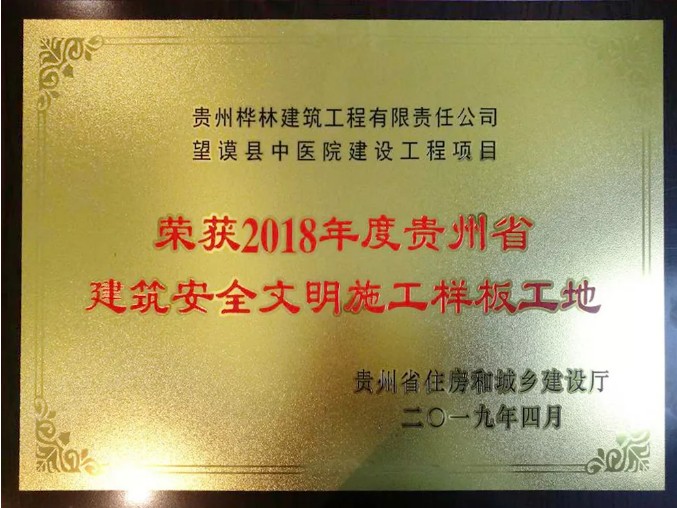 贵州桦林建筑工程有限责任公司
望谟县中医院建设工程项目
荣获2018年度贵州省
建筑安全文明施工样板工地
贵州省住房和城乡建设厅
二〇一九年四月